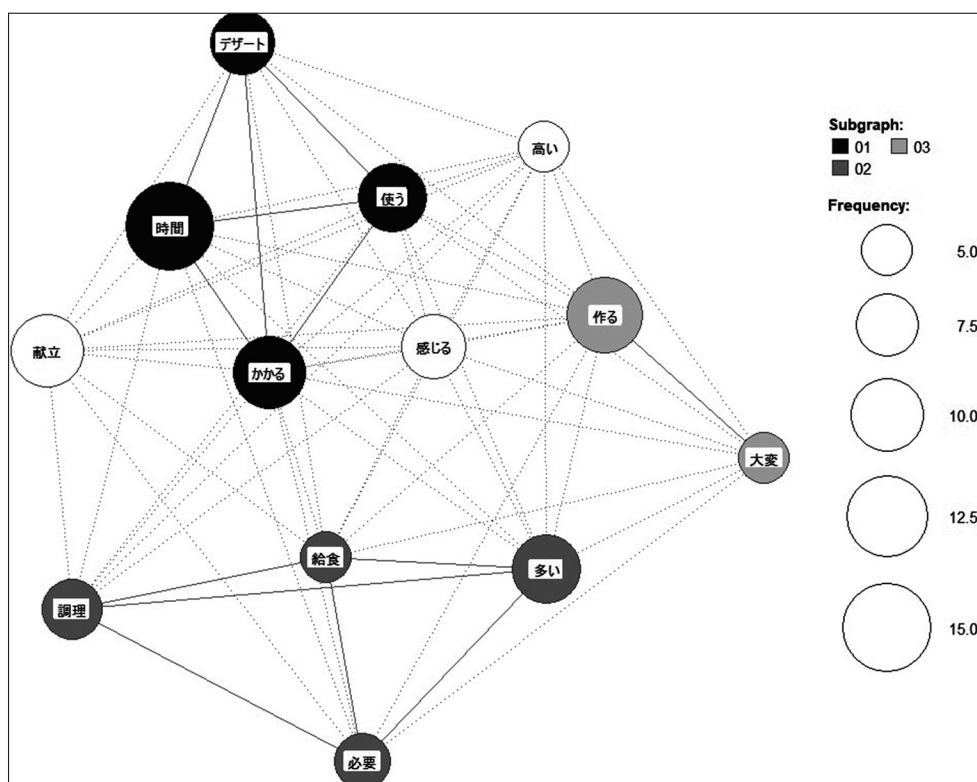 デザート
高い
使う
時間
作る
献立
感じる
かかる
大変
給食
多い
調理
必要
Subgraph:
01 03
02
Frequency:
5.0
7.5
10.0
12.5
15.0